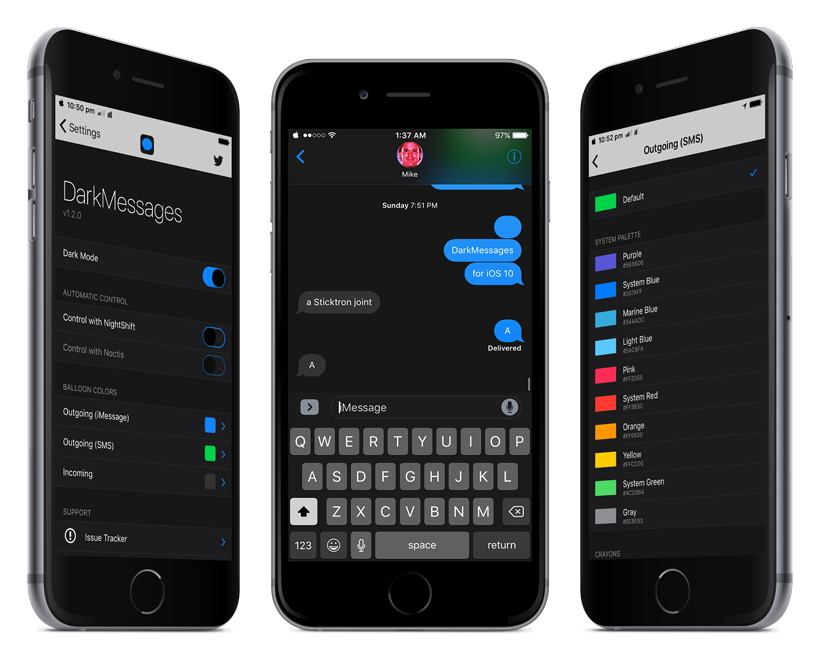 10:50 pm
Settings
DarkMessages
v1.2.0
Dark Mode
AUTOMATIC CONTROL
Control with NightShift
Control with Noctis
BALLOON COLORS
Outgoing (iMessage)
Outgoing (SMS)
Incoming
SUPPORT
Issue Tracker
1:37 AM
97%
Mike
Sunday 7:51 PM
DarkMessages
for iOS 10
a Sticktron joint
A
Delivered
A
iMessage
Q W E R T Y U I O P
A S D F G H J K L
Z X C V B N M
123 space return
10:52 pm
Outgoing (SMS)
Default
SYSTEM PALETTE
Purple
#5856D6
System Blue
#007AFF
Marine Blue
#34AADC
Light Blue
#54C8FA
Pink
#FF2D55
System Red
#FF3B30
Orange
#FF9500
Yellow
#FFCC00
System Green
#4CD964
Gray
#8E8E93
CRAYONS